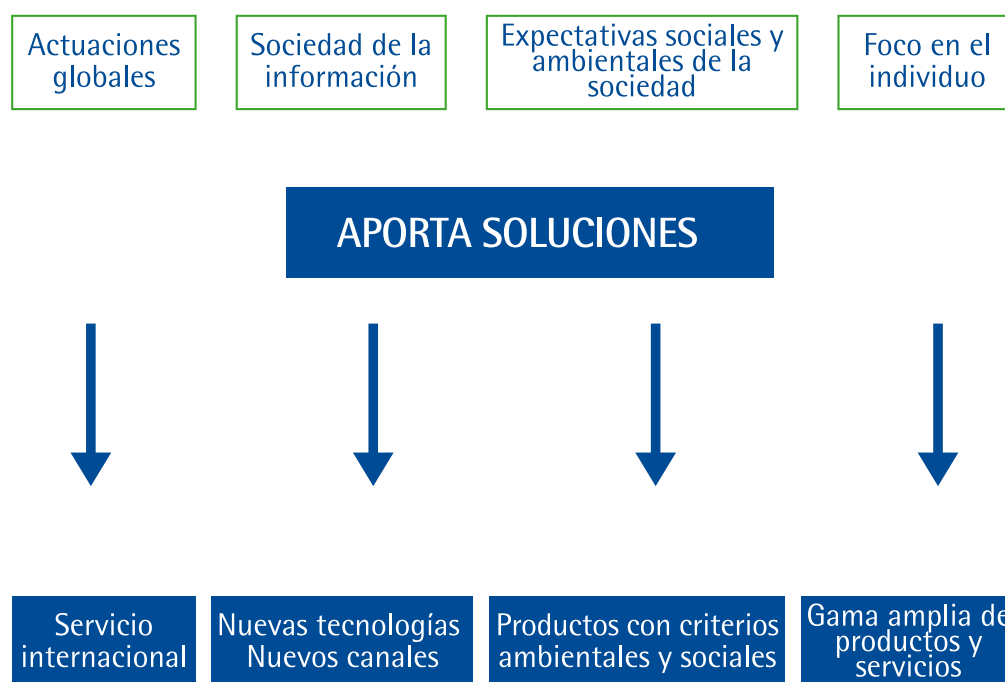 Actuaciones
globales
Sociedad de la
información
Expectativas sociales y
ambientales de la
sociedad
Foco en el
individuo
APORTA SOLUCIONES
Servicio
internacional
Nuevas tecnologías
Nuevos canales
Productos con criterios
ambientales y sociales
Gama amplia de
productos y
servicios